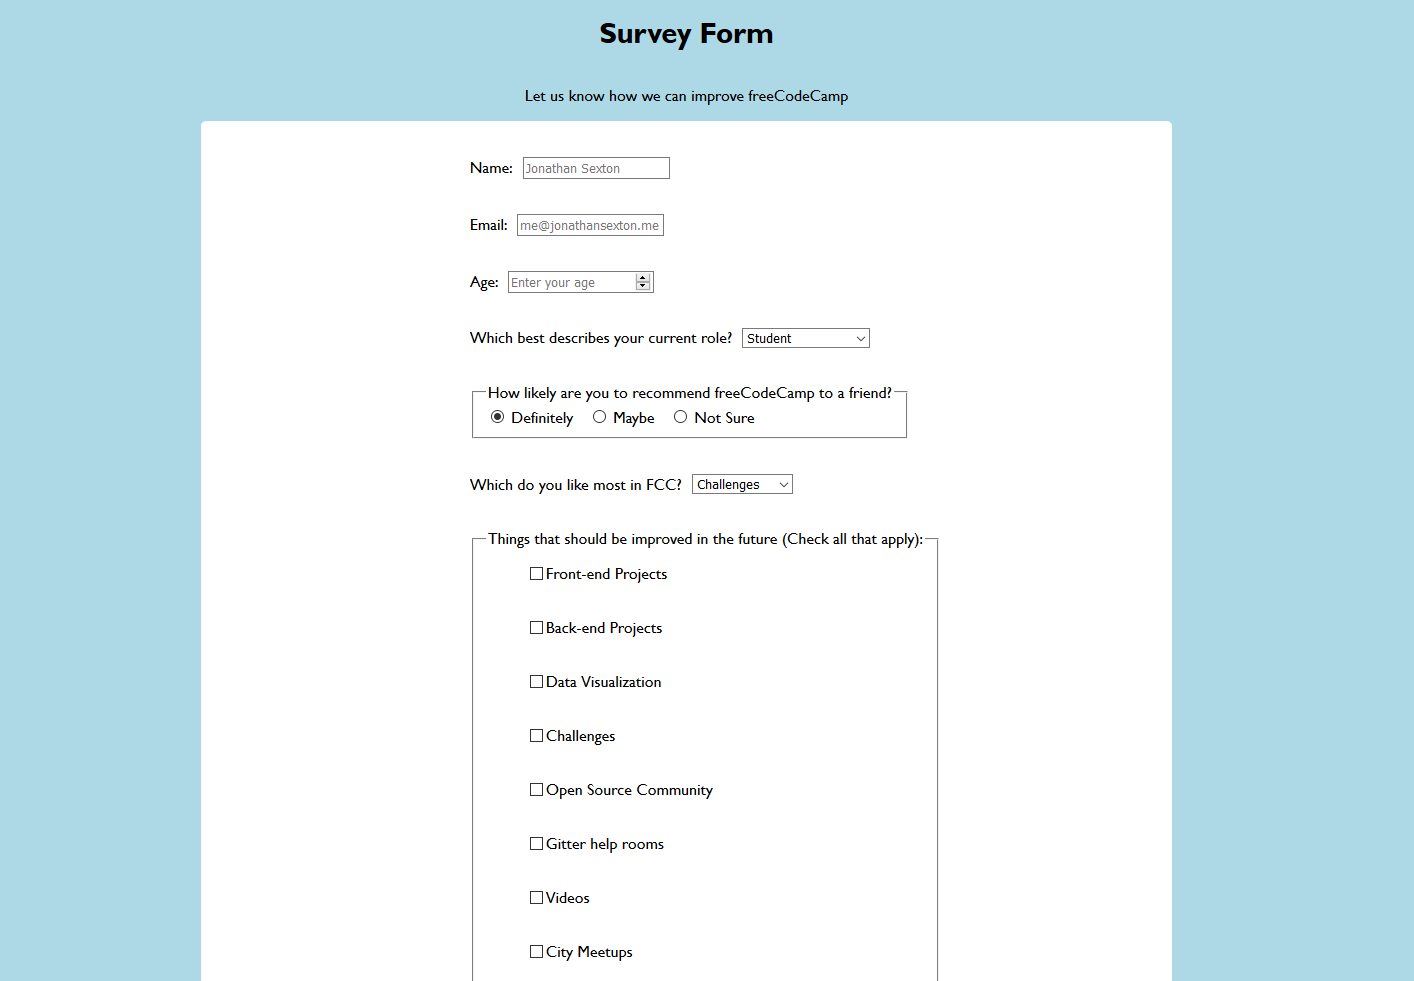 Survey Form
Let us know how we can improve freeCodeCamp
Name: Jonathan Sexton
Email: me@jonathansexton.me
Age: Enter your age
Which best describes your current role? Student
How likely are you to recommend freeCodeCamp to a friend?
Definitely Maybe Not Sure
Which do you like most in FCC? Challenges
Things that should be improved in the future (Check all that apply):
Front-end Projects
Back-end Projects
Data Visualization
Challenges
Open Source Community
Gitter help rooms
Videos
City Meetups